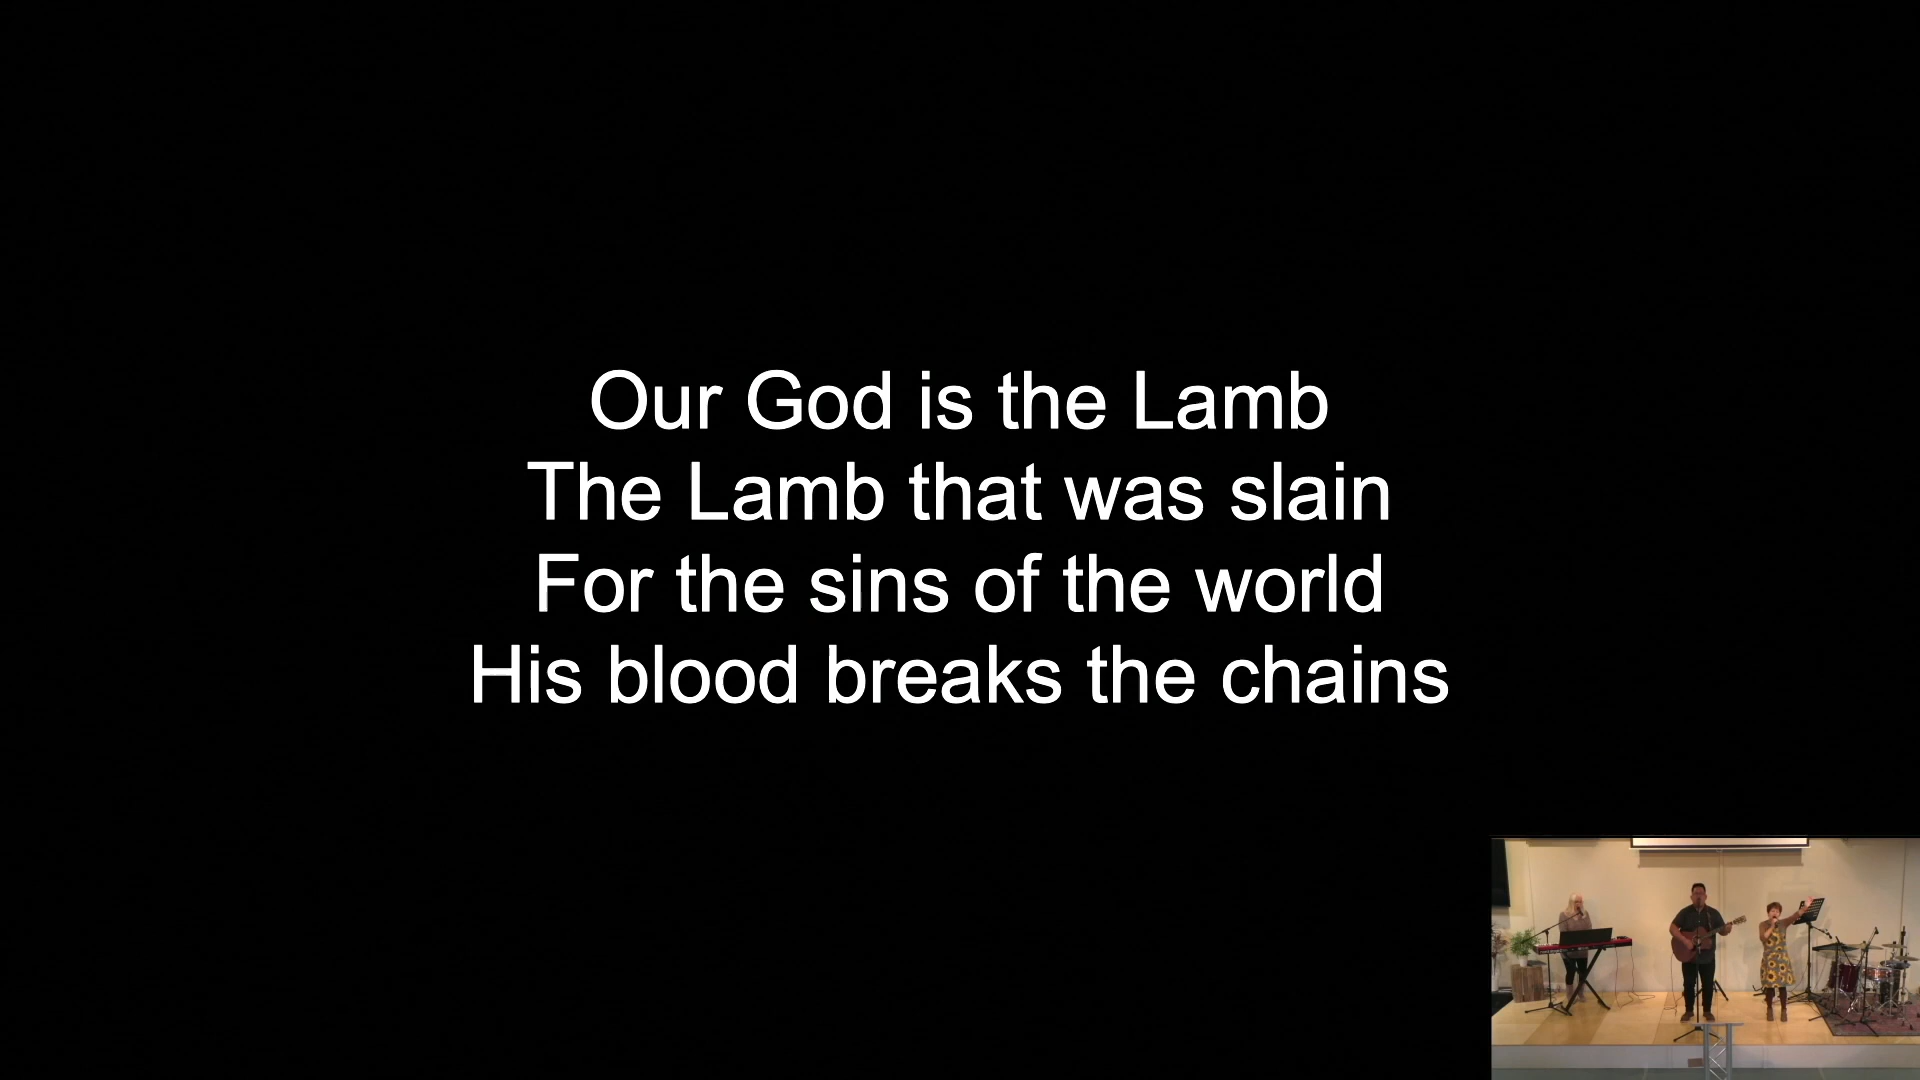 Our God is the Lamb
The Lamb that was slain
For the sins of the world
His blood breaks the chains